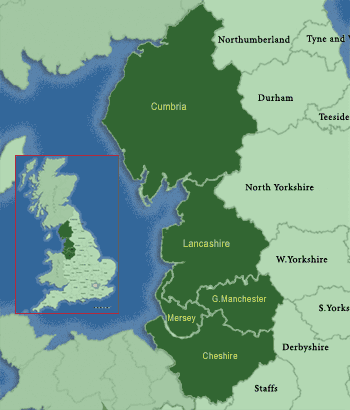 Northumberland
Tyne and
Cumbria
Durham
Teeside
North Yorkshire
Lancashire
W.Yorkshire
G.Manchester
S.Yorks
Mersey
Derbyshire
Cheshire
Staffs